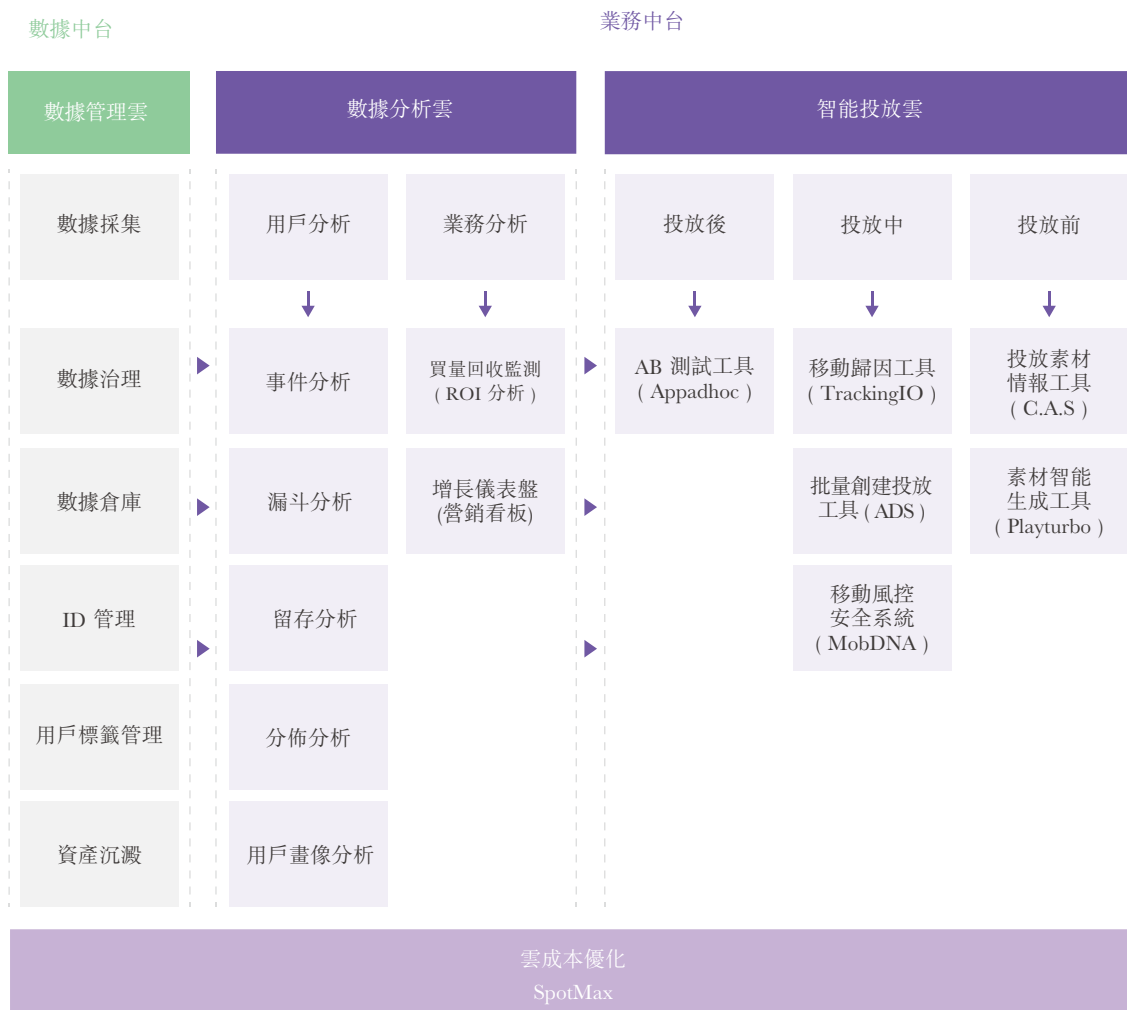 數據中台
業務中台
數據管理雲
數據分析雲
智能投放雲
數據採集
用戶分析
業務分析
投放後
投放中
投放前
數據治理
事件分析
買量回收監測
( ROI 分析 )
AB 測試工具
( Appadhoc )
移動歸因工具
( TrackingIO )
投放素材
情報工具
( C.A.S )
數據倉庫
漏斗分析
增長儀表盤
(營銷看板)
批量創建投放
工具 ( ADS )
素材智能
生成工具
( Playturbo )
ID 管理
留存分析
移動風控
安全系統
( MobDNA )
用戶標籤管理
分佈分析
資產沉澱
用戶畫像分析
雲成本優化
SpotMax